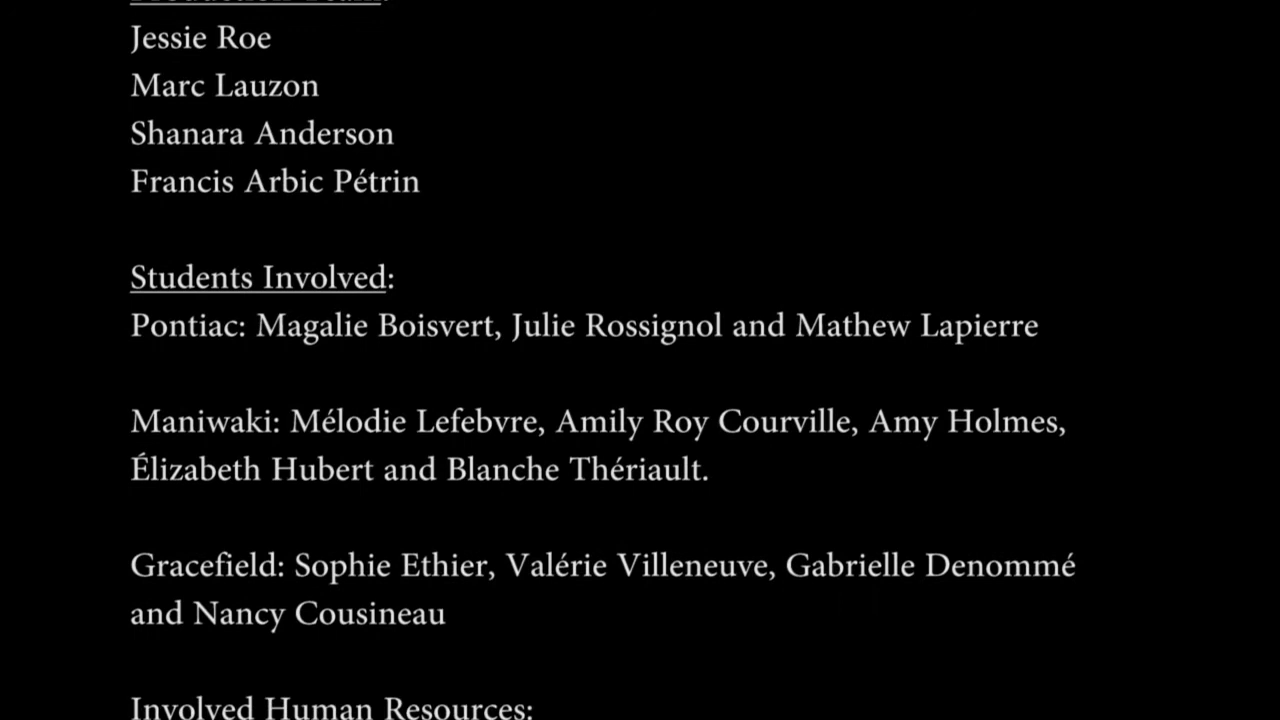 Production Team:
Jessie Roe
Marc Lauzon
Shanara Anderson
Francis Arbic Pétrin
Students Involved:
Pontiac: Magalie Boisvert, Julie Rossignol and Mathew Lapierre
Maniwaki: Mélodie Lefebvre, Amily Roy Courville, Amy Holmes,
Élizabeth Hubert and Blanche Thériault.
Gracefield: Sophie Ethier, Valérie Villeneuve, Gabrielle Denommé
and Nancy Cousineau
Involved Human Resources: